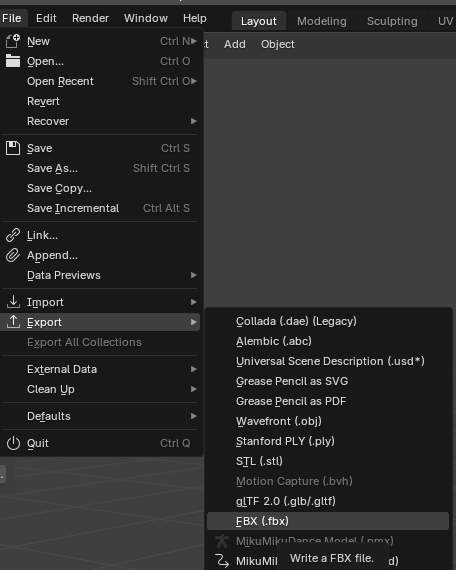 File Edit Render Window Help Layout Modeling Sculpting UV
New Ctrl N
Add Object
Open... Ctrl O
Open Recent Shift Ctrl O
Revert
Recover
Save Ctrl S
Save As... Shift Ctrl S
Save Copy...
Save Incremental Ctrl Alt S
Link...
Append...
Data Previews
Import
Export
Export All Collections
External Data
Clean Up
Defaults
Quit Ctrl Q
Collada (.dae) (Legacy)
Alembic (.abc)
Universal Scene Description (.usd*)
Grease Pencil as SVG
Grease Pencil as PDF
Wavefront (.obj)
Stanford PLY (.ply)
STL (.stl)
Motion Capture (.bvh)
glTF 2.0 (.glb/.gltf)
FBX (.fbx)
MikuMikuDance Model (.pmx)
Write a FBX file.